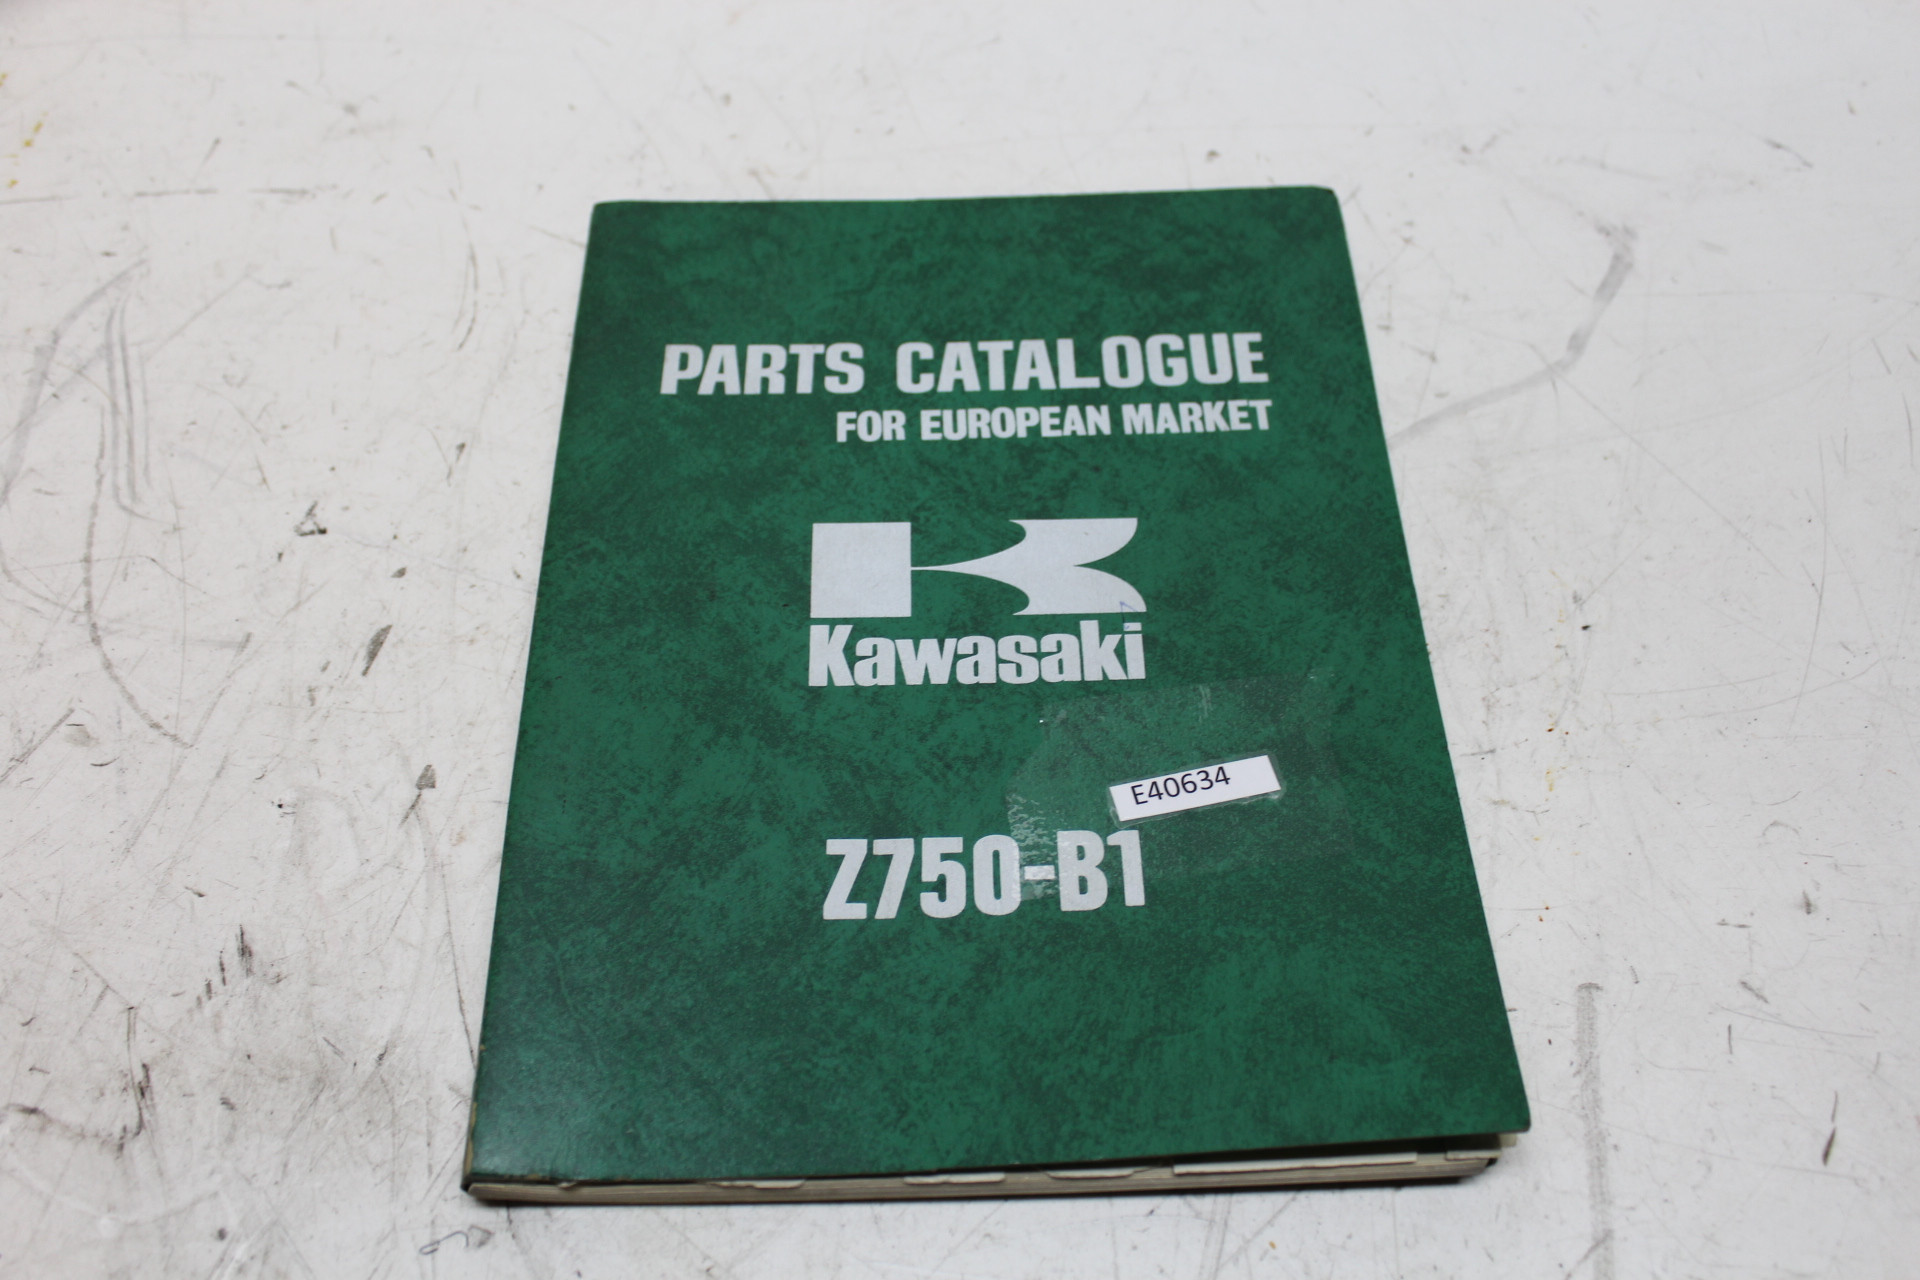 PARTS CATALOGUE
FOR EUROPEAN MARKET
Kawasaki
E40634
Z750-B1